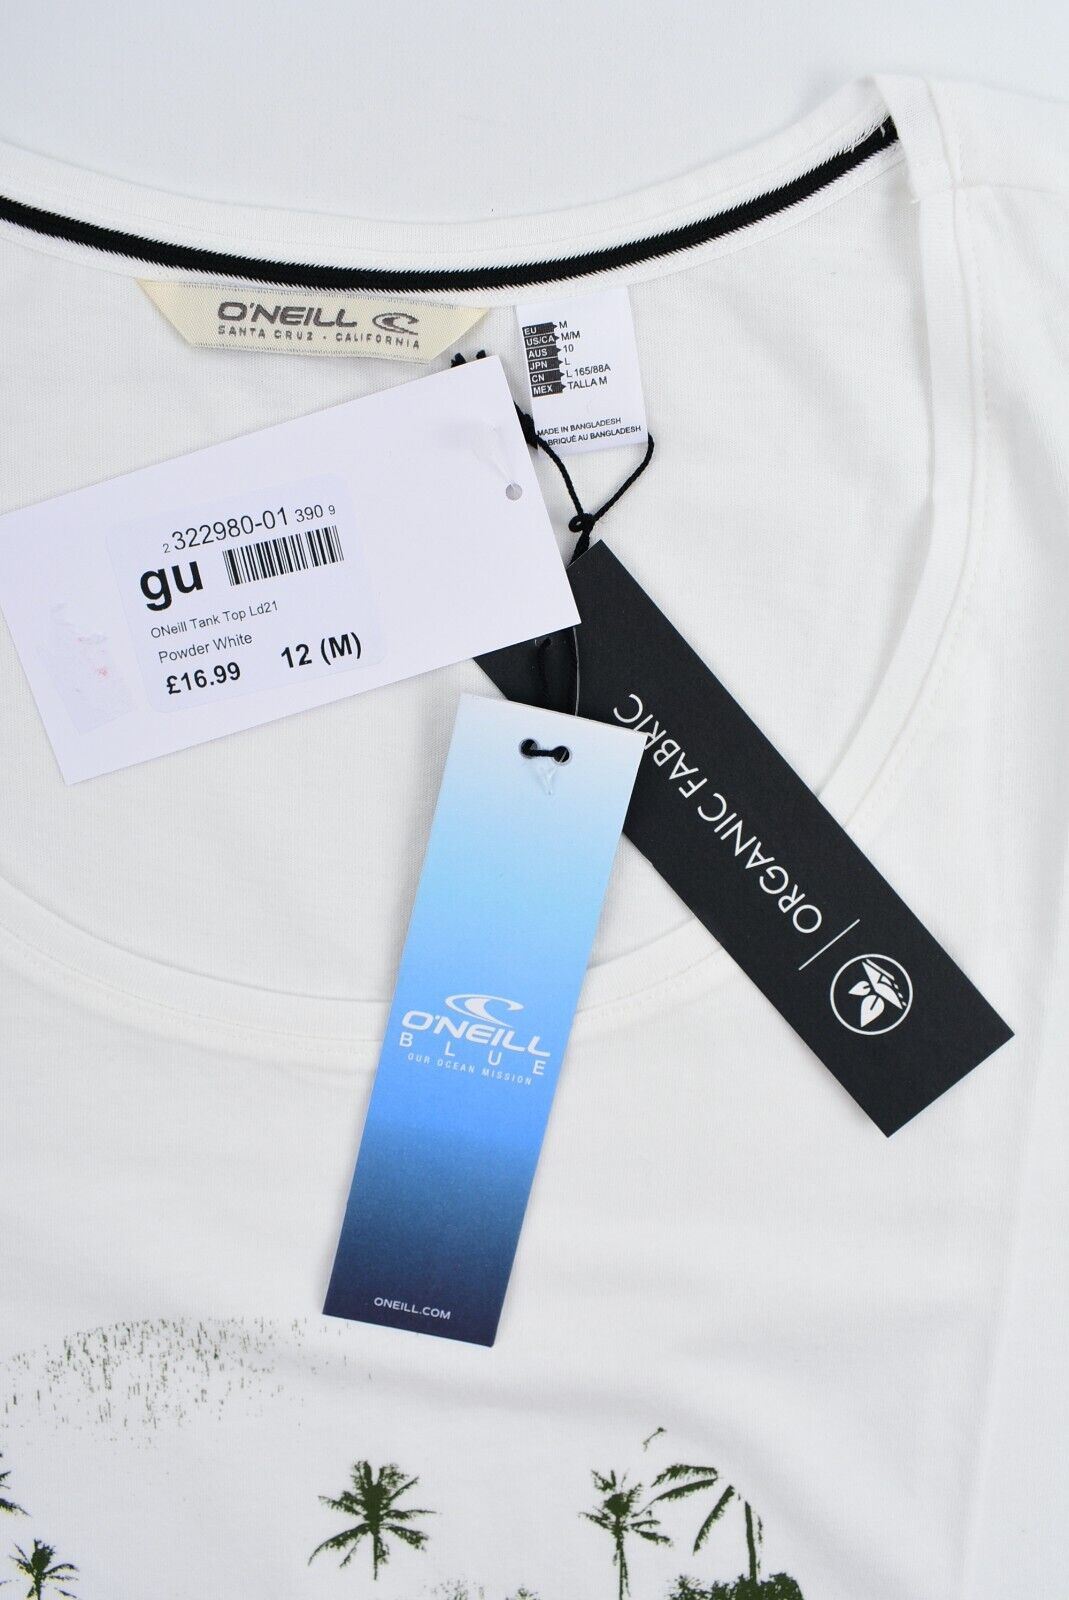 O'NEILL
SANTA CRUZ · CALIFORNIA
EU M
US/CA M/M
AUS 10
JPN L
CN L 165/88A
MEX TALLA M
MADE IN BANGLADESH
BRIQUÉ AU BANGLADESH
2 322980-01 390 9
gu
ONeill Tank Top Ld21
Powder White
£16.99 12 (M)
ORGANIC FABRIC
O'NEILL
BLUE
OUR OCEAN MISSION
ONEILL.COM